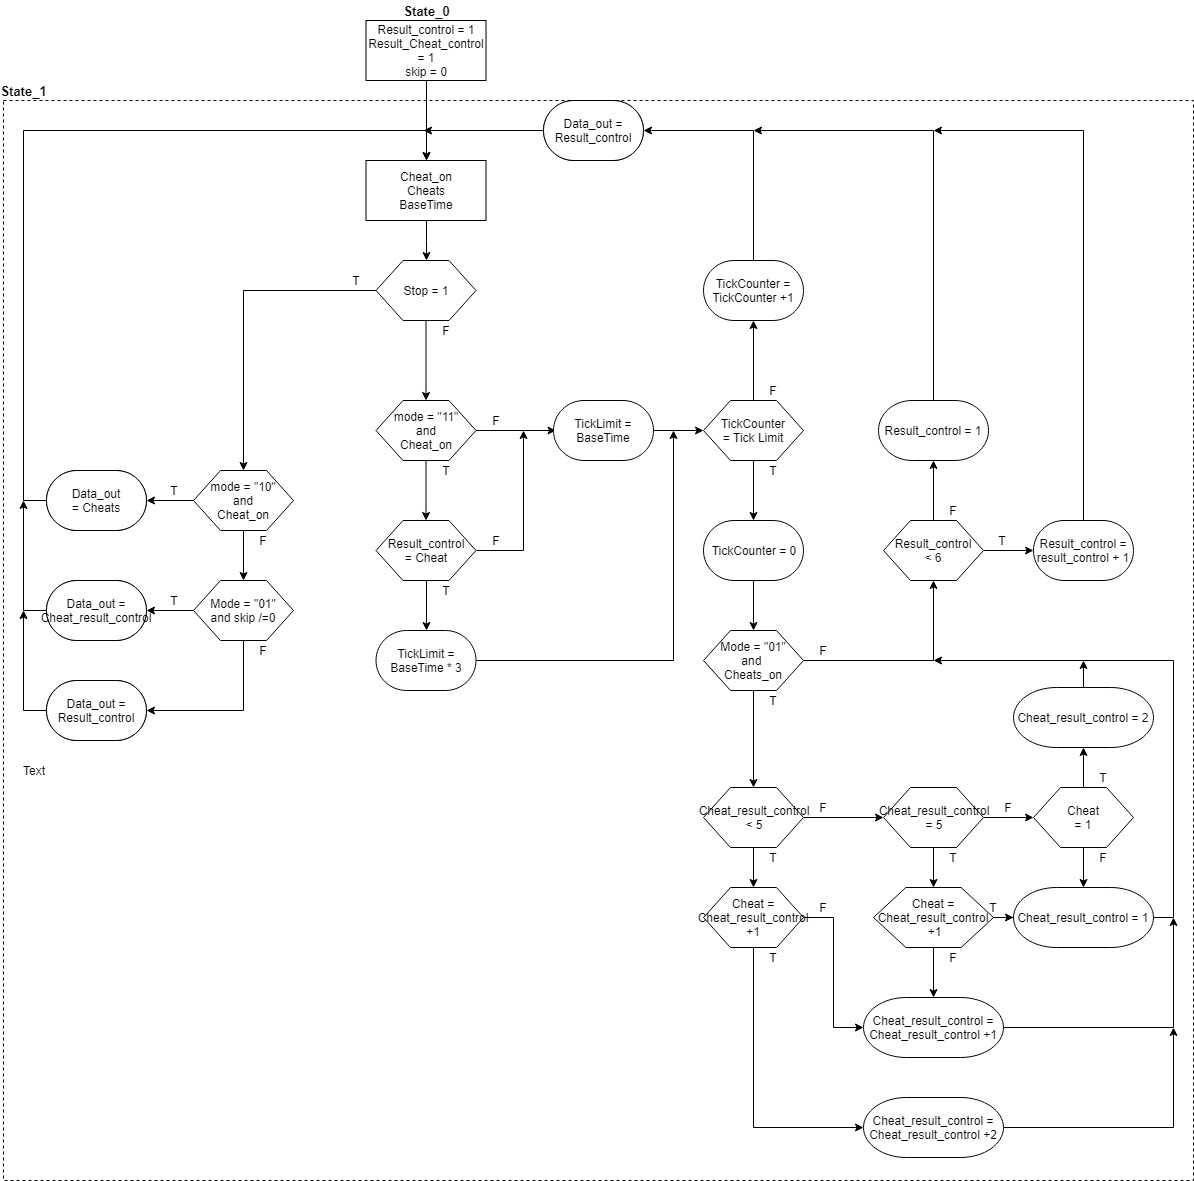 State_0
Result_control = 1
Result_Cheat_control
= 1
skip = 0
State_1
Data_out =
Result_control
Cheat_on
Cheats
BaseTime
Stop = 1
T
F
TickCounter =
TickCounter +1
F
mode = "11"
and
Cheat_on
F
T
TickLimit =
BaseTime
TickCounter
= Tick Limit
T
Result_control = 1
F
Data_out
= Cheats
T
mode = "10"
and
Cheat_on
F
Result_control
= Cheat
F
T
TickCounter = 0
Result_control
< 6
T
Result_control =
result_control + 1
Data_out =
Cheat_result_control
T
Mode = "01"
and skip /=0
F
TickLimit =
BaseTime * 3
Mode = "01"
and
Cheats_on
F
T
Data_out =
Result_control
Cheat_result_control = 2
T
Text
Cheat_result_control
< 5
F
T
Cheat_result_control
= 5
F
T
Cheat
= 1
F
Cheat =
Cheat_result_control
+1
F
T
Cheat =
Cheat_result_control
+1
T
F
Cheat_result_control = 1
Cheat_result_control =
Cheat_result_control +1
Cheat_result_control =
Cheat_result_control +2